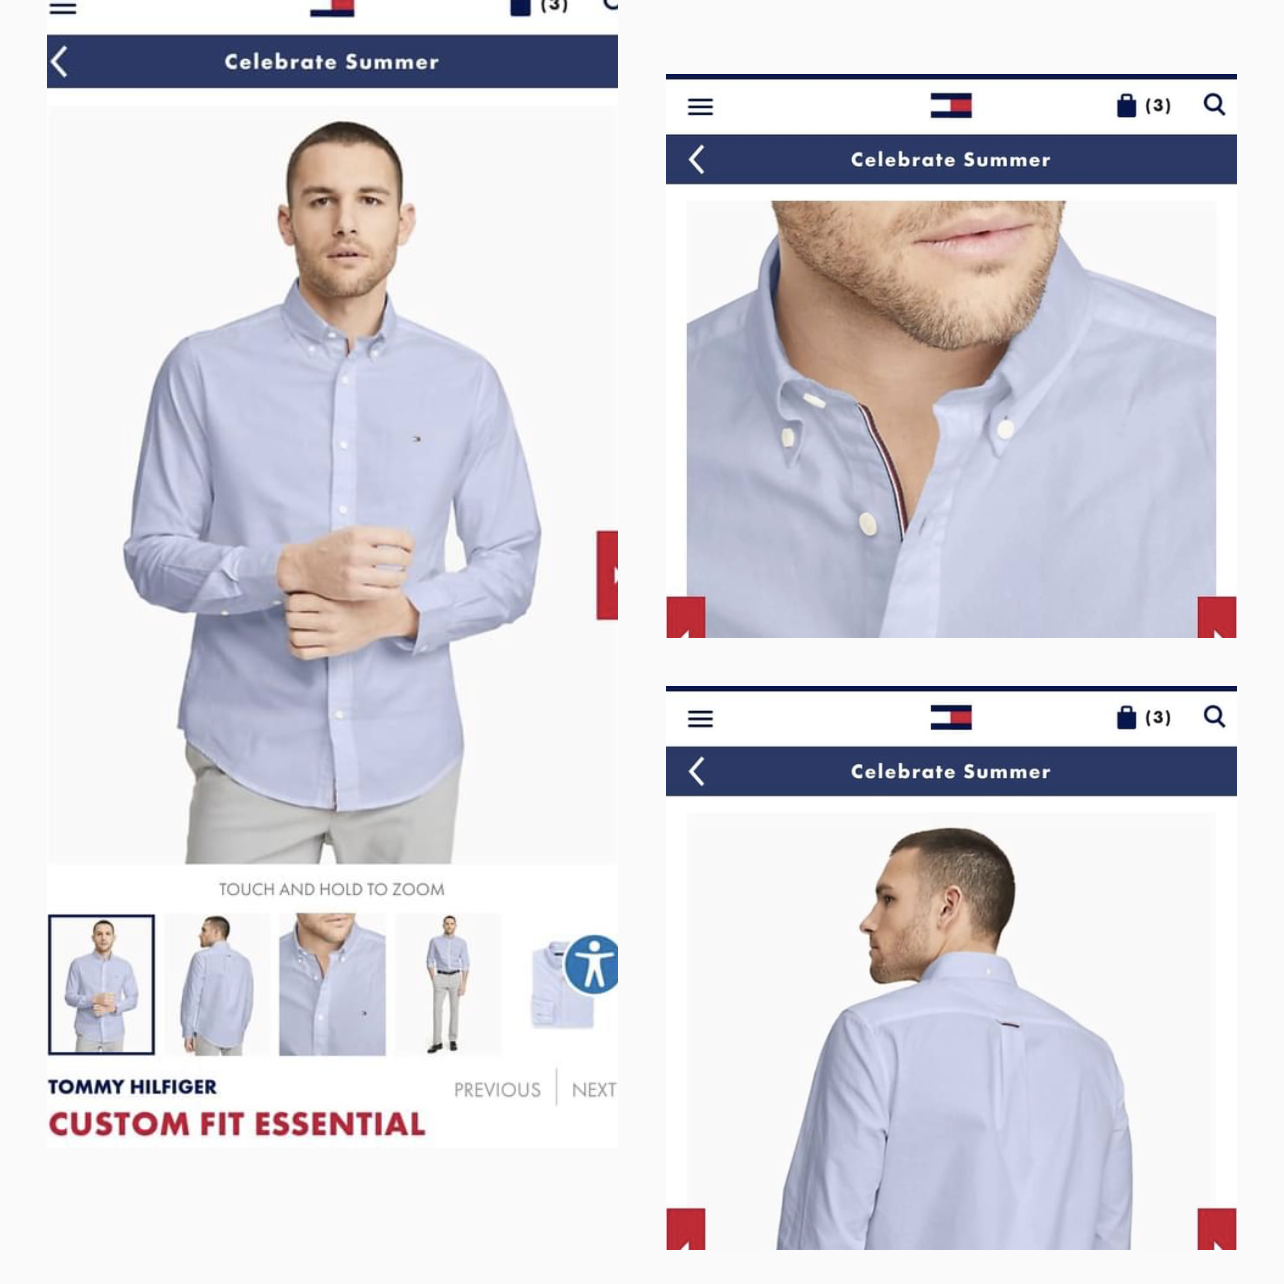 (3)
Celebrate Summer
TOUCH AND HOLD TO ZOOM
TOMMY HILFIGER
PREVIOUS
NEXT
CUSTOM FIT ESSENTIAL
(3)
Celebrate Summer
(3)
Celebrate Summer